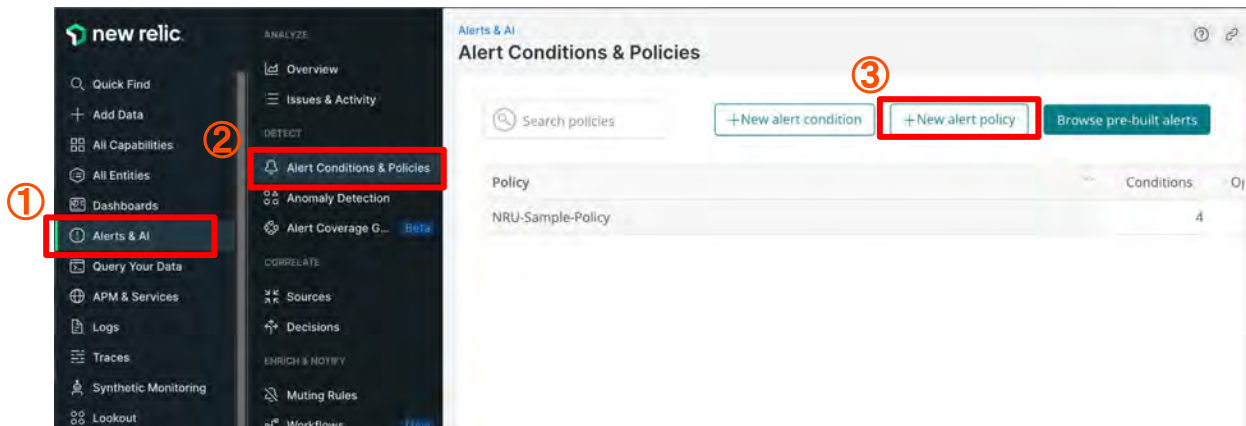 new relic.
Quick Find
Add Data
All Capabilities
All Entities
Dashboards
①
Alerts & AI
Query Your Data
APM & Services
Logs
Traces
Synthetic Monitoring
Lookout
ANALYZE
Overview
Issues & Activity
②
DETECT
Alert Conditions & Policies
Anomaly Detection
Alert Coverage G... Beta
CORRELATE
Sources
Decisions
ENRICH & NOTIFY
Muting Rules
Workflows
Alerts & AI
Alert Conditions & Policies
③
Search policies
+New alert condition
+New alert policy
Browse pre-built alerts
Policy Conditions
NRU-Sample-Policy 4